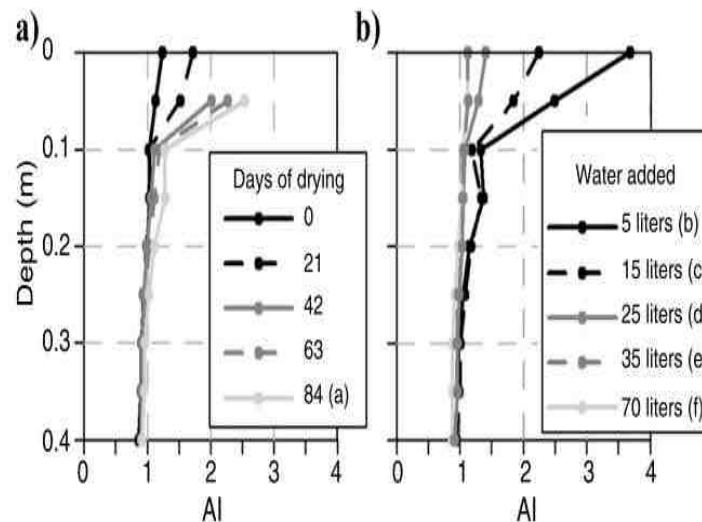 a)
0
0.1
0.2
0.3
0.4
Depth (m)
Days of drying
0
21
42
63
84 (a)
0 1 2 3 4
AI
b)
Water added
5 liters (b)
15 liters (c
25 liters (d
35 liters (e
70 liters (f)
0 1 2 3 4
AI